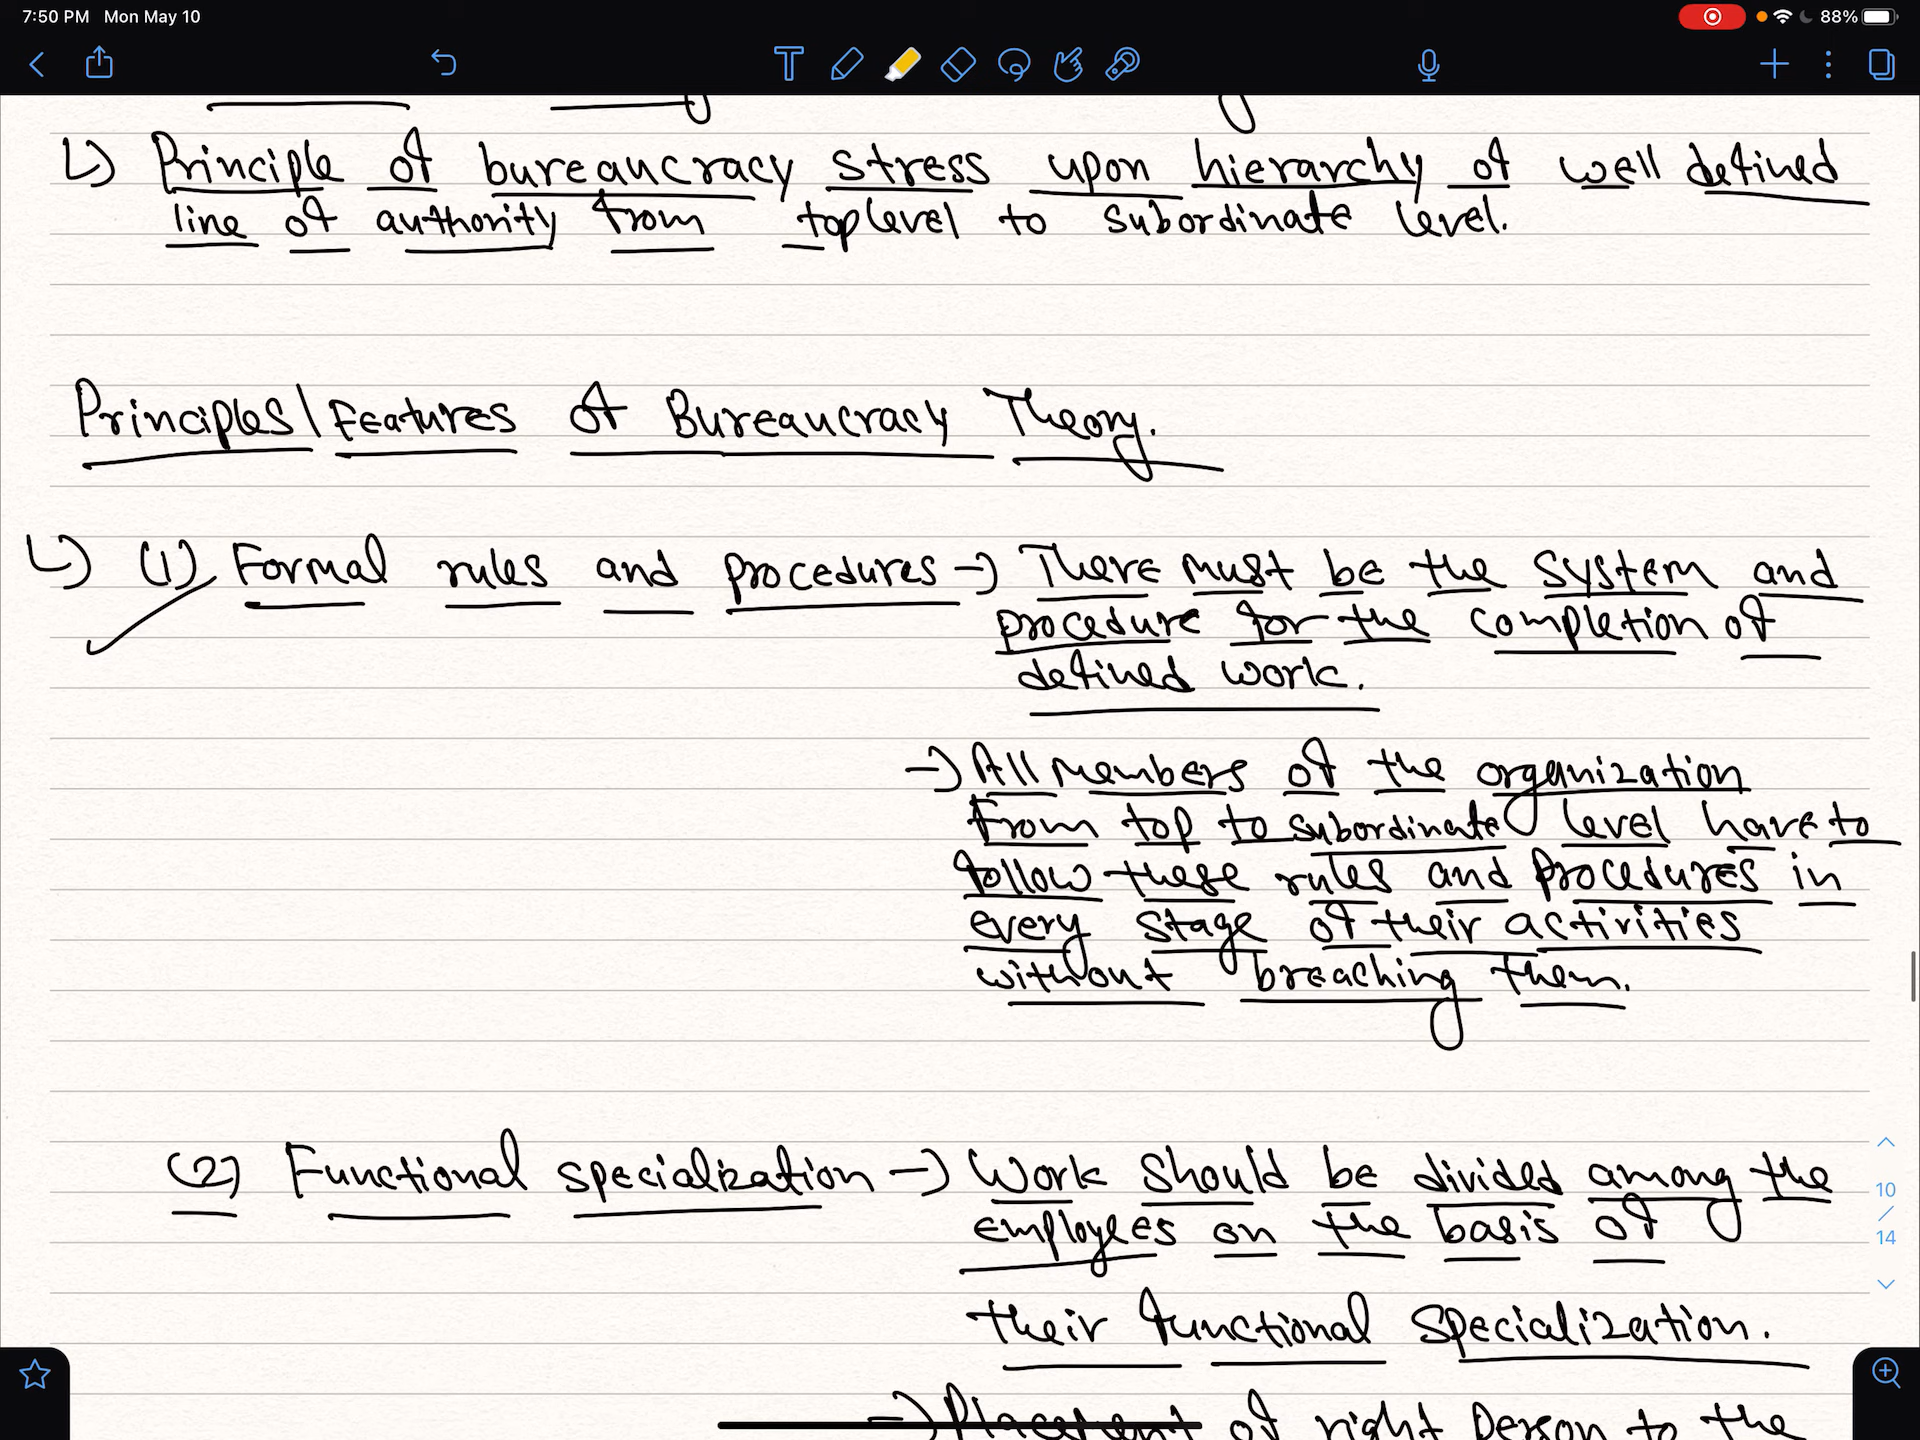 7:50 PM Mon May 10
88%
↳ Principle of bureaucracy stress upon hierarchy of well defined
line of authority from top level to subordinate level.
Principles/Features of Bureaucracy Theory.
↳ (1) Formal rules and procedures → There must be the system and
procedure for the completion of
defined work.
→ All members of the organization
from top to subordinate level have to
follow these rules and procedures in
every stage of their activities
without breaching them.
(2) Functional specialization → Work should be divided among the
employees on the basis of
their functional specialization.
→ Placement of right person to the
10
/
14